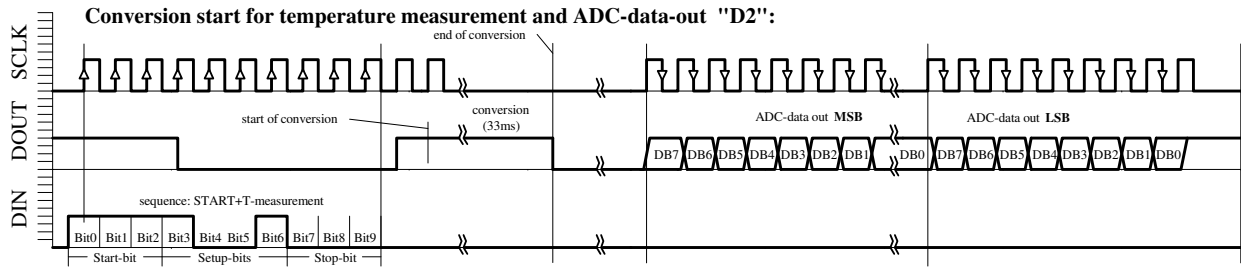 Conversion start for temperature measurement and ADC-data-out "D2":
end of conversion
SCLK
DOUT
start of conversion
conversion
(33ms)
ADC-data out MSB
ADC-data out LSB
DB7 DB6 DB5 DB4 DB3 DB2 DB1 DB0 DB7 DB6 DB5 DB4 DB3 DB2 DB1 DB0
DIN
sequence: START+T-measurement
Bit0 Bit1 Bit2 Bit3 Bit4 Bit5 Bit6 Bit7 Bit8 Bit9
Start-bit Setup-bits Stop-bit